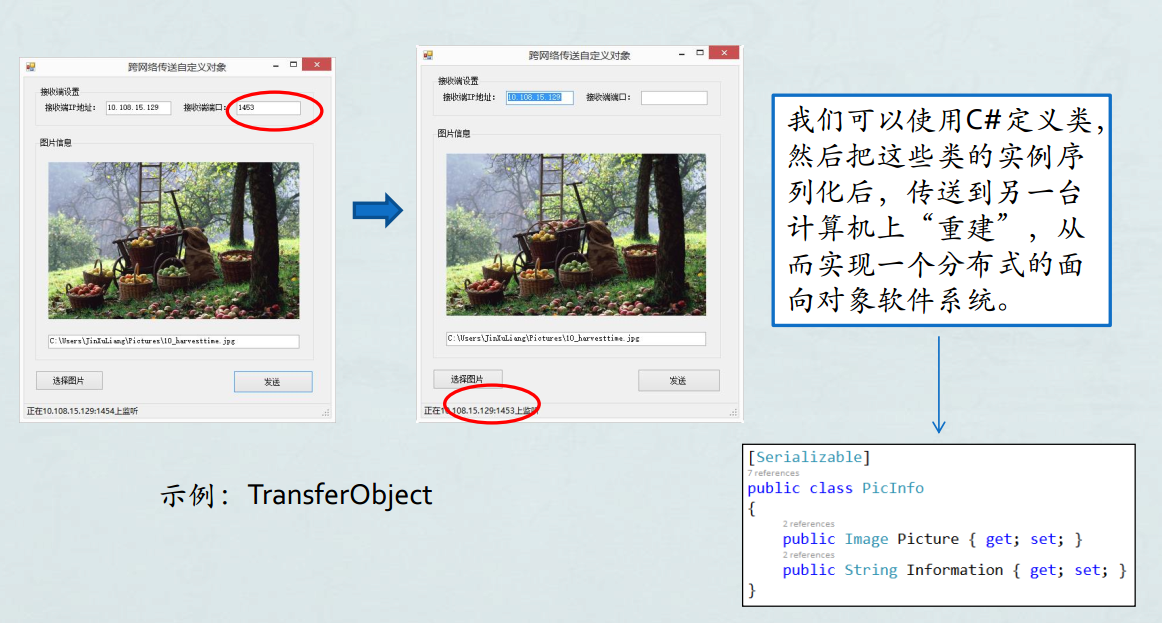 跨网络传送自定义对象
接收端设置
接收端IP地址： 10.108.15.129 接收端端口： 1453
图片信息
C:\Users\JinXuLiang\Pictures\10_harvesttime.jpg
选择图片 发送
正在10.108.15.129:1454上监听
跨网络传送自定义对象
接收端设置
接收端IP地址： 10.108.15.129 接收端端口：
图片信息
C:\Users\JinXuLiang\Pictures\10_harvesttime.jpg
选择图片 发送
正在10.108.15.129:1453上监听
我们可以使用C#定义类，
然后把这些类的实例序
列化后，传送到另一台
计算机上“重建”，从
而实现一个分布式的面
向对象软件系统。
示例：TransferObject
[Serializable]
7 references
public class PicInfo
{
2 references
public Image Picture { get; set; }
2 references
public String Information { get; set; }
}